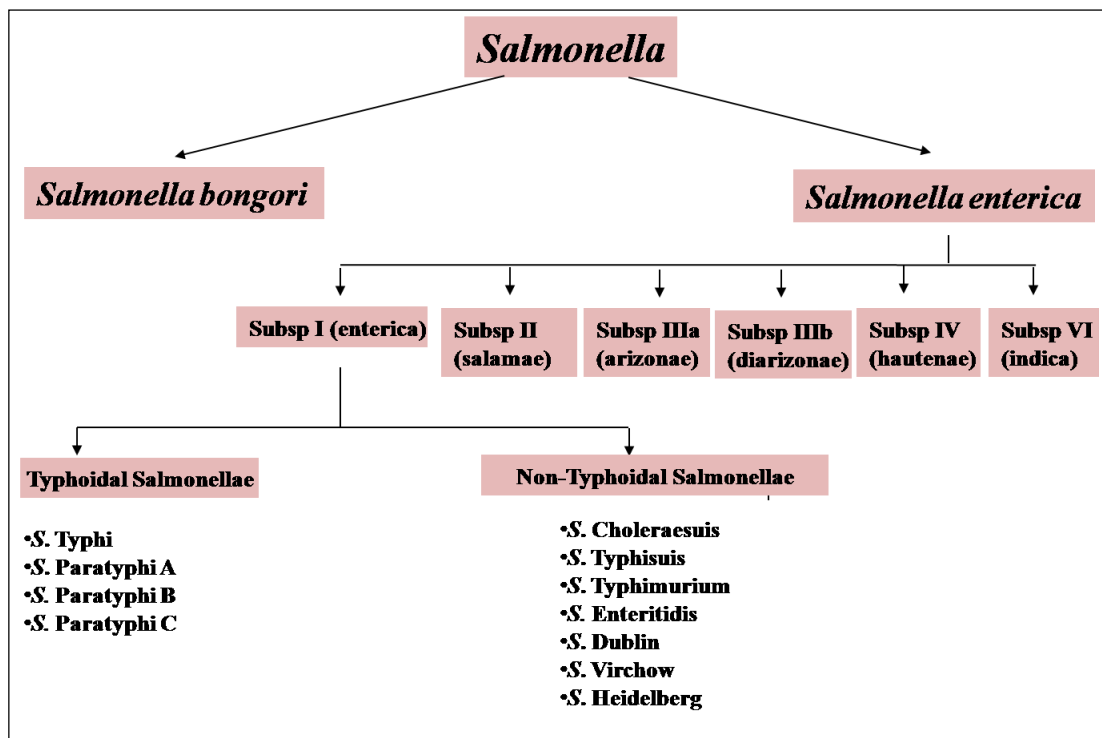 Salmonella
Salmonella bongori
Salmonella enterica
Subsp I (enterica)
Subsp II
(salamae)
Subsp IIIa
(arizonae)
Subsp IIIb
(diarizonae)
Subsp IV
(hautenae)
Subsp VI
(indica)
Typhoidal Salmonellae
•S. Typhi
•S. Paratyphi A
•S. Paratyphi B
•S. Paratyphi C
Non-Typhoidal Salmonellae
•S. Choleraesuis
•S. Typhisuis
•S. Typhimurium
•S. Enteritidis
•S. Dublin
•S. Virchow
•S. Heidelberg